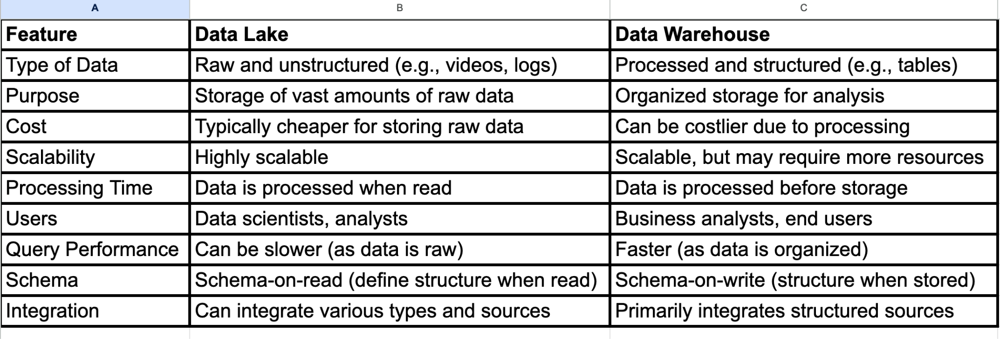 A B C
Feature Data Lake Data Warehouse
Type of Data Raw and unstructured (e.g., videos, logs) Processed and structured (e.g., tables)
Purpose Storage of vast amounts of raw data Organized storage for analysis
Cost Typically cheaper for storing raw data Can be costlier due to processing
Scalability Highly scalable Scalable, but may require more resources
Processing Time Data is processed when read Data is processed before storage
Users Data scientists, analysts Business analysts, end users
Query Performance Can be slower (as data is raw) Faster (as data is organized)
Schema Schema-on-read (define structure when read) Schema-on-write (structure when stored)
Integration Can integrate various types and sources Primarily integrates structured sources